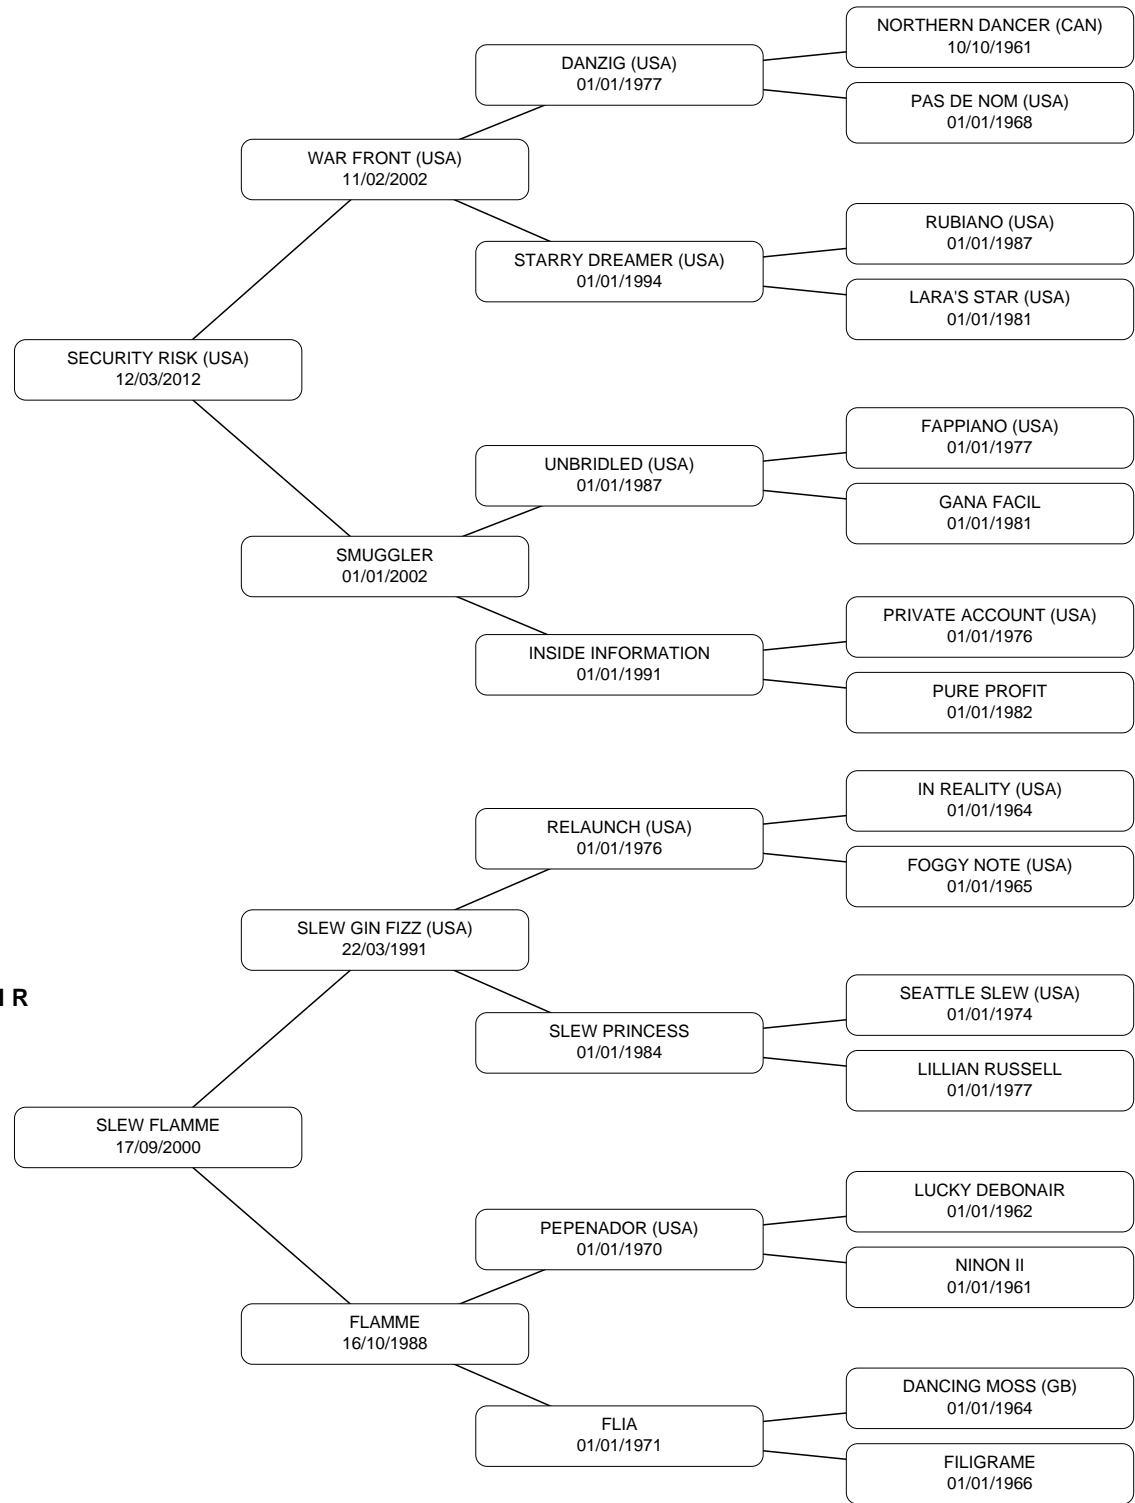 NORTHERN DANCER (CAN)
10/10/1961
DANZIG (USA)
01/01/1977
PAS DE NOM (USA)
01/01/1968
WAR FRONT (USA)
11/02/2002
RUBIANO (USA)
01/01/1987
STARRY DREAMER (USA)
01/01/1994
LARA'S STAR (USA)
01/01/1981
SECURITY RISK (USA)
12/03/2012
FAPPIANO (USA)
01/01/1977
UNBRIDLED (USA)
01/01/1987
GANA FACIL
01/01/1981
SMUGGLER
01/01/2002
PRIVATE ACCOUNT (USA)
01/01/1976
INSIDE INFORMATION
01/01/1991
PURE PROFIT
01/01/1982
IN REALITY (USA)
01/01/1964
RELAUNCH (USA)
01/01/1976
FOGGY NOTE (USA)
01/01/1965
SLEW GIN FIZZ (USA)
22/03/1991
R
SEATTLE SLEW (USA)
01/01/1974
SLEW PRINCESS
01/01/1984
LILLIAN RUSSELL
01/01/1977
SLEW FLAMME
17/09/2000
LUCKY DEBONAIR
01/01/1962
PEPENADOR (USA)
01/01/1970
NINON II
01/01/1961
FLAMME
16/10/1988
DANCING MOSS (GB)
01/01/1964
FLIA
01/01/1971
FILIGRAME
01/01/1966